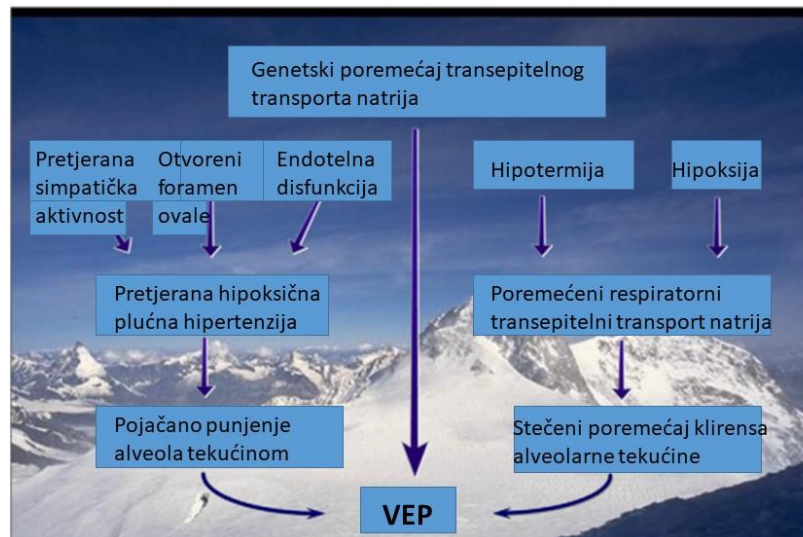 Genetski poremećaj transepitelnog
transporta natrija
Pretjerana
simpatička
aktivnost
Otvoreni
foramen
ovale
Endotelna
disfunkcija
Hipotermija
Hipoksija
Pretjerana hipoksična
plućna hipertenzija
Poremećeni respiratorni
transepitelni transport natrija
Pojačano punjenje
alveola tekućinom
Stečeni poremećaj klirensa
alveolarne tekućine
VEP